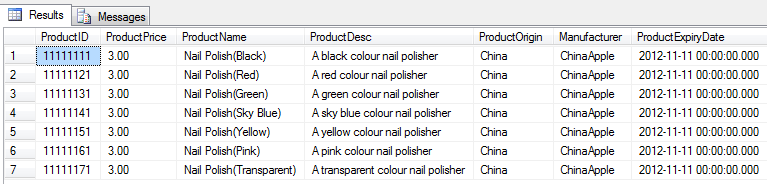 Results Messages
ProductID ProductPrice ProductName ProductDesc ProductOrigin Manufacturer ProductExpiryDate
1 11111111 3.00 Nail Polish(Black) A black colour nail polisher China ChinaApple 2012-11-11 00:00:00.000
2 11111121 3.00 Nail Polish(Red) A red colour nail polisher China ChinaApple 2012-11-11 00:00:00.000
3 11111131 3.00 Nail Polish(Green) A green colour nail polisher China ChinaApple 2012-11-11 00:00:00.000
4 11111141 3.00 Nail Polish(Sky Blue) A sky blue colour nail polisher China ChinaApple 2012-11-11 00:00:00.000
5 11111151 3.00 Nail Polish(Yellow) A yellow colour nail polisher China ChinaApple 2012-11-11 00:00:00.000
6 11111161 3.00 Nail Polish(Pink) A pink colour nail polisher China ChinaApple 2012-11-11 00:00:00.000
7 11111171 3.00 Nail Polish(Transparent) A transparent colour nail polisher China ChinaApple 2012-11-11 00:00:00.000